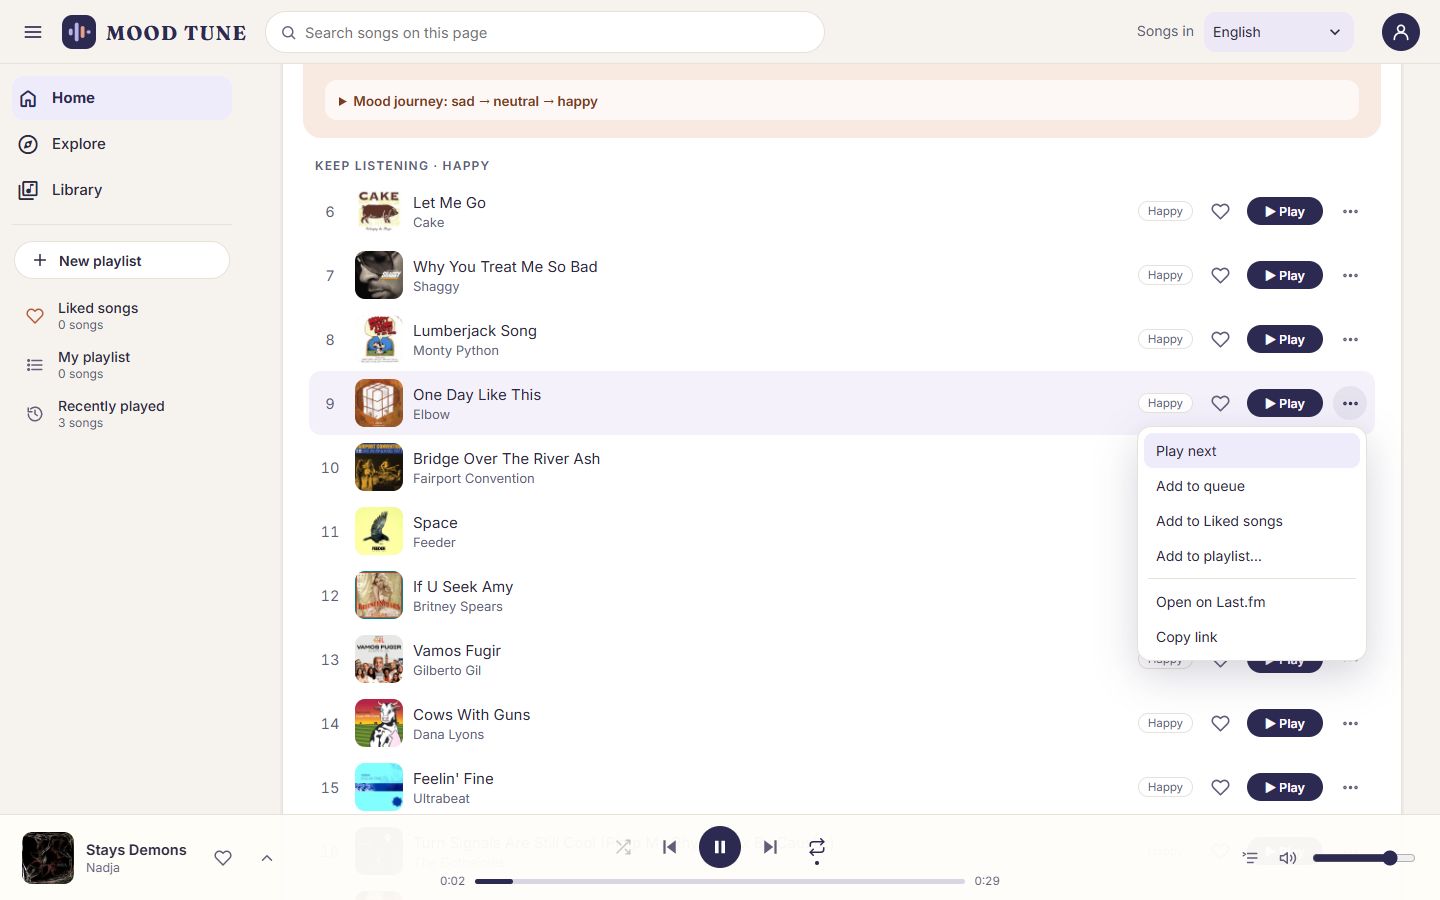 MOOD TUNE
Search songs on this page
Songs in
English
Home
Explore
Library
New playlist
Liked songs
0 songs
My playlist
0 songs
Recently played
3 songs
Mood journey: sad → neutral → happy
KEEP LISTENING · HAPPY
6
CAKE
Let Me Go
Cake
Happy
Play
7
Why You Treat Me So Bad
Shaggy
Happy
Play
8
Lumberjack Song
Monty Python
Happy
Play
9
One Day Like This
Elbow
Happy
Play
Play next
Add to queue
Add to Liked songs
Add to playlist...
Open on Last.fm
Copy link
10
Bridge Over The River Ash
Fairport Convention
11
FEEDER
Space
Feeder
12
If U Seek Amy
Britney Spears
13
VAMOS FUGIR
Vamos Fugir
Gilberto Gil
Happy
Play
14
Cows With Guns
Dana Lyons
Happy
Play
15
Feelin' Fine
Ultrabeat
Happy
Play
Stays Demons
Nadja
0:02
0:29